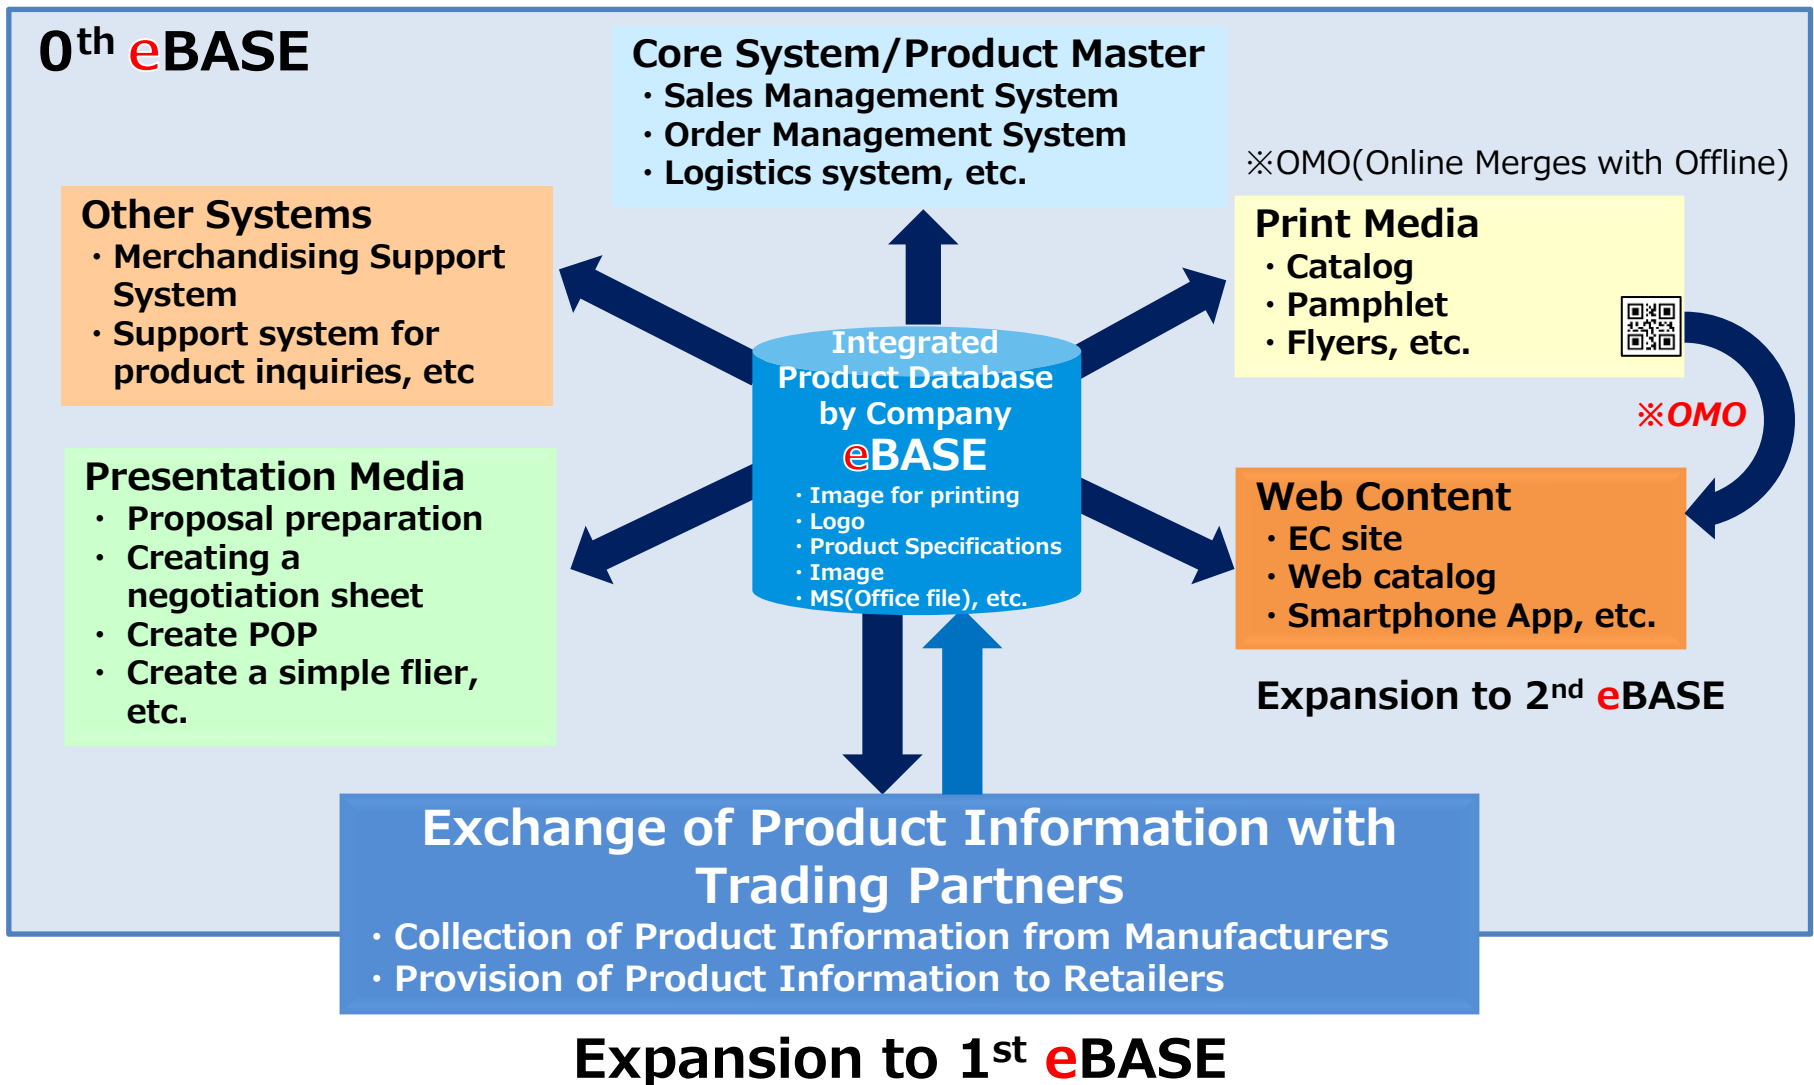 0th eBASE
Core System/Product Master
・Sales Management System
・Order Management System
・Logistics system, etc.
※OMO(Online Merges with Offline)
Other Systems
・Merchandising Support
System
・Support system for
product inquiries, etc
Print Media
・Catalog
・Pamphlet
・Flyers, etc.
※OMO
Integrated
Product Database
by Company
eBASE
・Image for printing
・Logo
・Product Specifications
・Image
・MS(Office file), etc.
Presentation Media
・ Proposal preparation
・ Creating a
negotiation sheet
・ Create POP
・ Create a simple flier,
etc.
Web Content
・EC site
・Web catalog
・Smartphone App, etc.
Expansion to 2nd eBASE
Exchange of Product Information with
Trading Partners
・Collection of Product Information from Manufacturers
・Provision of Product Information to Retailers
Expansion to 1st eBASE